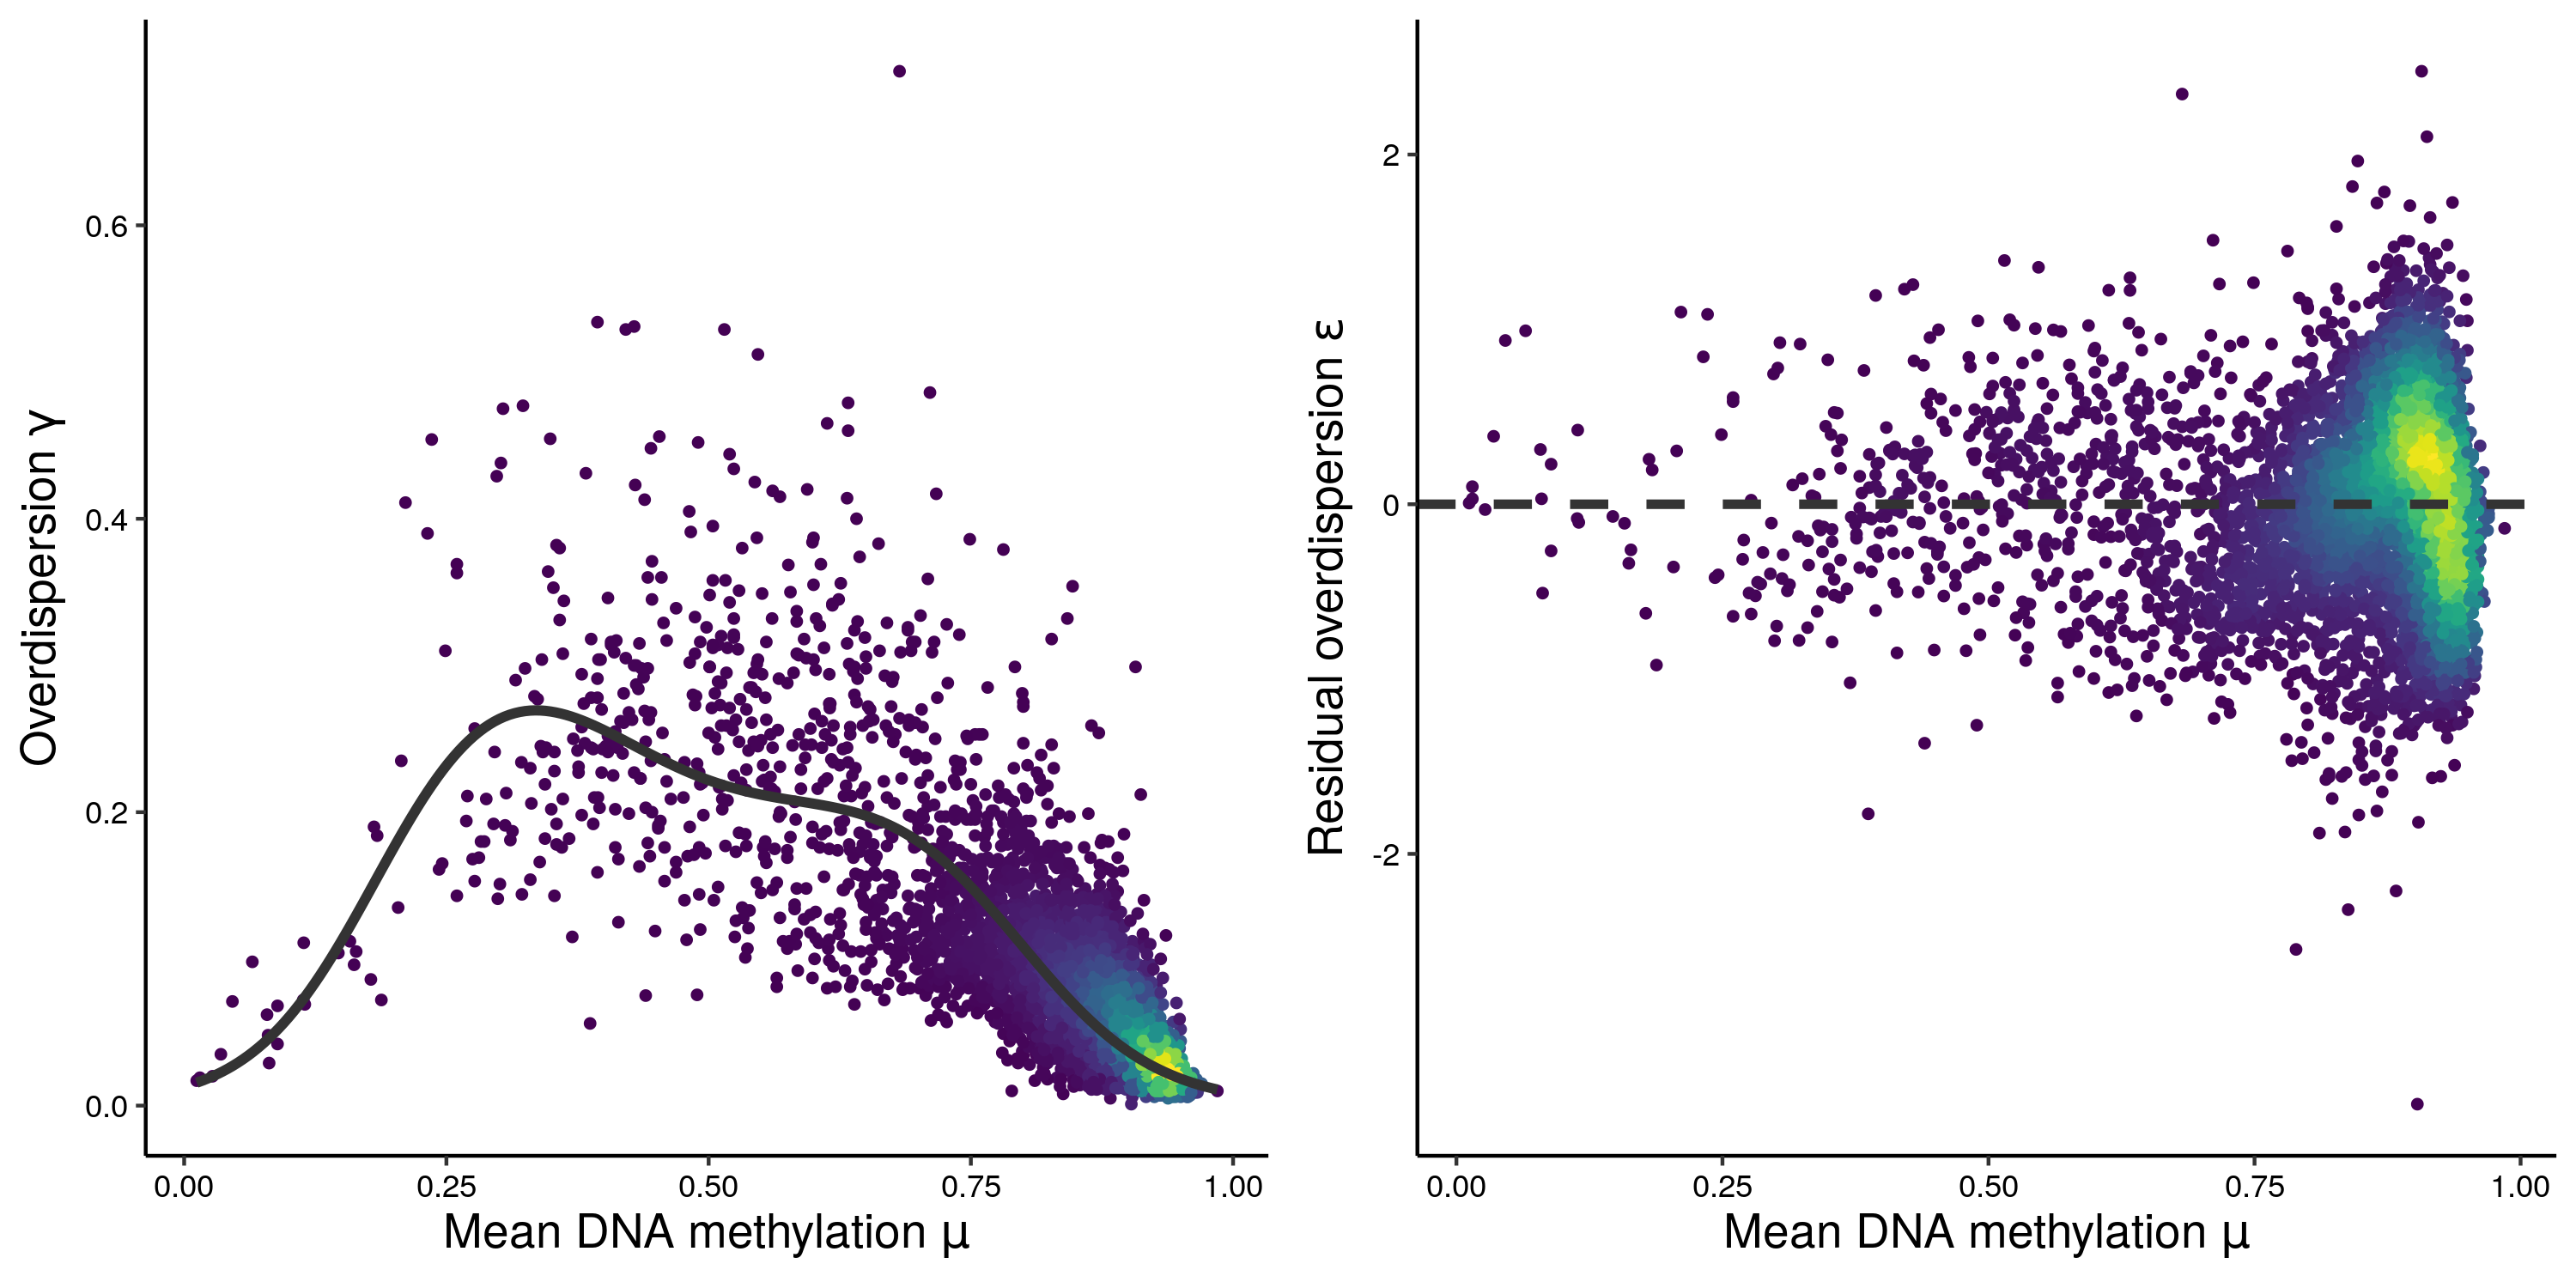 Overdispersion γ
0.6
0.4
0.2
0.0
0.00 0.25 0.50 0.75 1.00
Mean DNA methylation μ
Residual overdispersion ε
2
0
-2
0.00 0.25 0.50 0.75 1.00
Mean DNA methylation μ